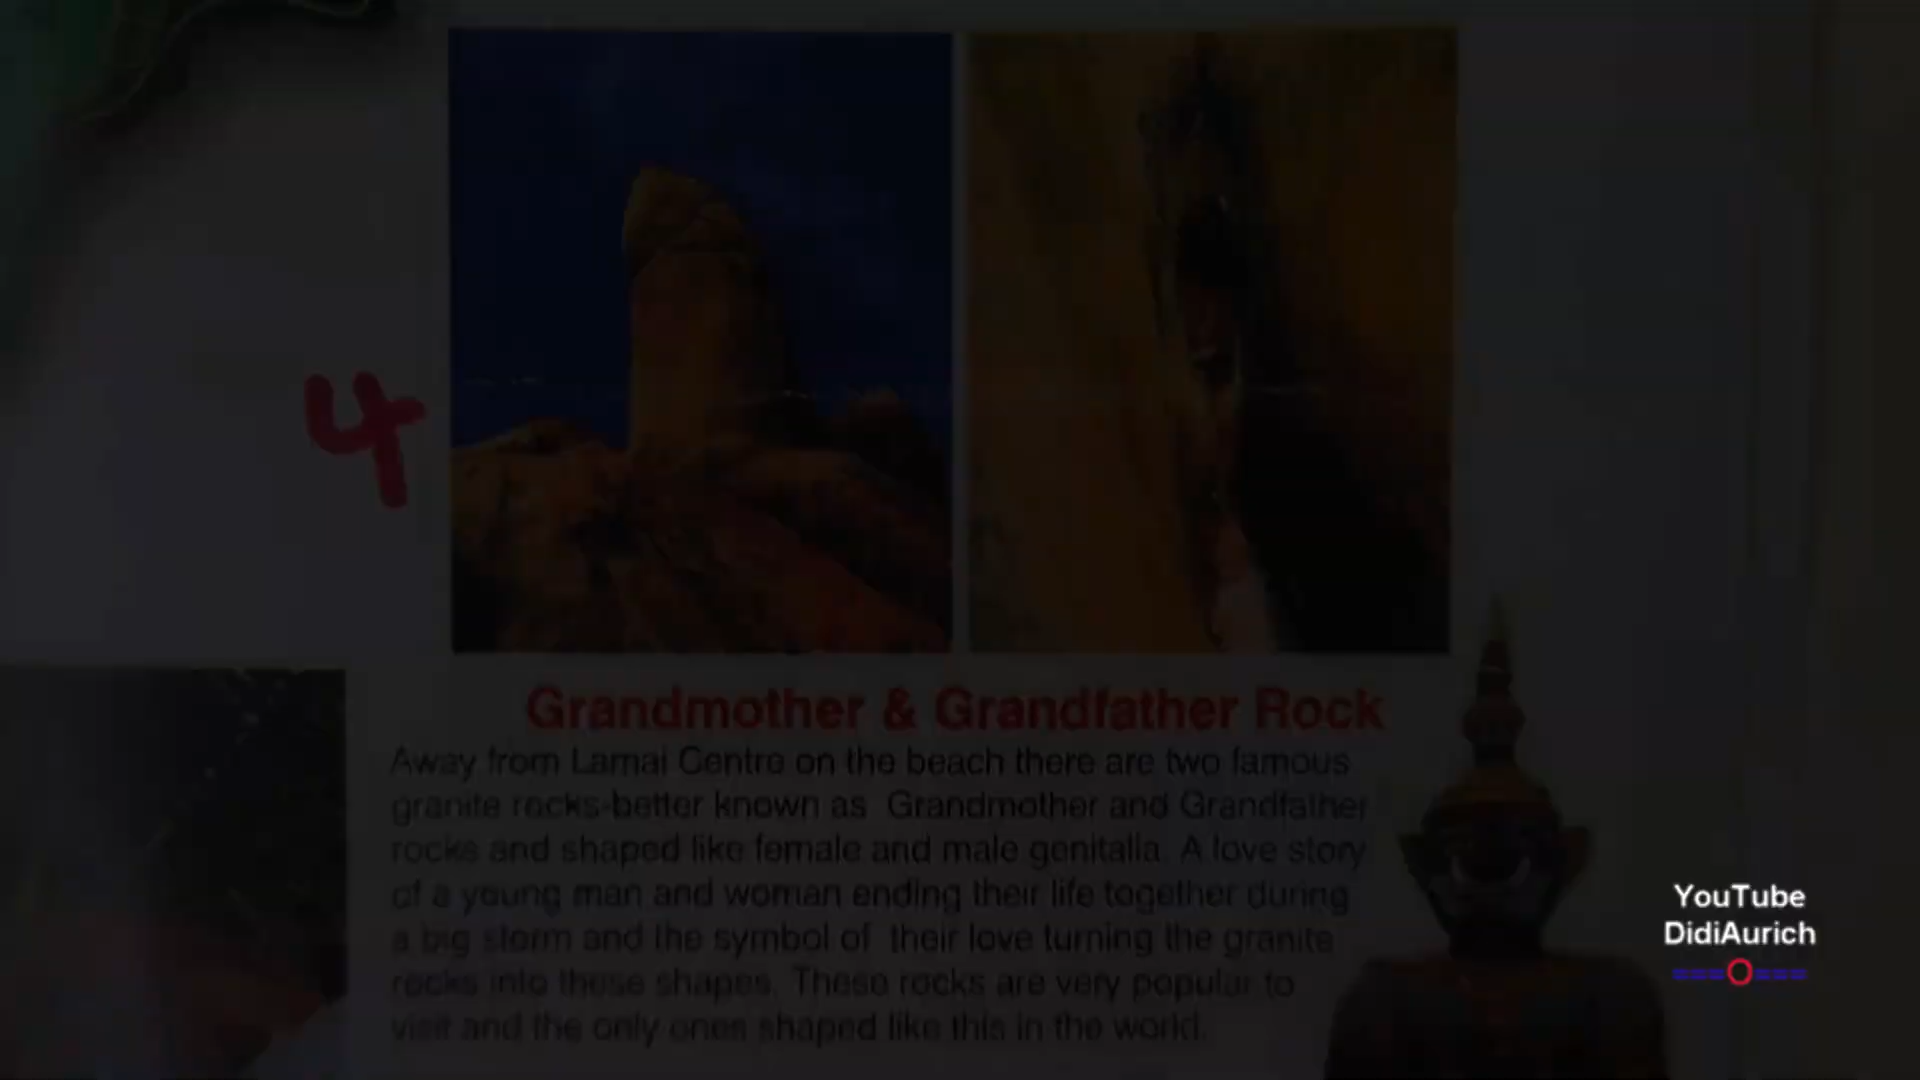 4
Grandmother & Grandfather Rock
Away from Lamai Centre on the beach there are two famous
granite rocks-better known as Grandmother and Grandfather
rocks and shaped like female and male genitalia. A love story
of a young man and woman ending their life together during
a big storm and the symbol of their love turning the granite
rocks into these shapes. These rocks are very popular to
visit and the only ones shaped like this in the world.
YouTube
DidiAurich
===O===